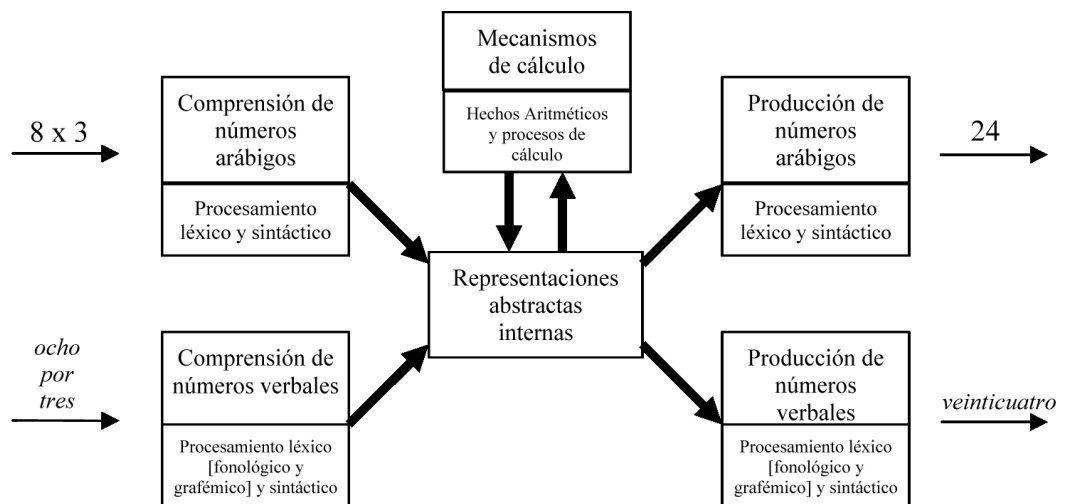 8 x 3
Comprensión de
números
arábigos
Procesamiento
léxico y sintáctico
Mecanismos
de cálculo
Hechos Aritméticos
y procesos de
cálculo
Producción de
números
arábigos
Procesamiento
léxico y sintáctico
24
Representaciones
abstractas
internas
ocho
por
tres
Comprensión de
números verbales
Procesamiento léxico
[fonológico y
grafémico] y sintáctico
Producción de
números
verbales
Procesamiento léxico
[fonológico y
grafémico] y sintáctico
veinticuatro